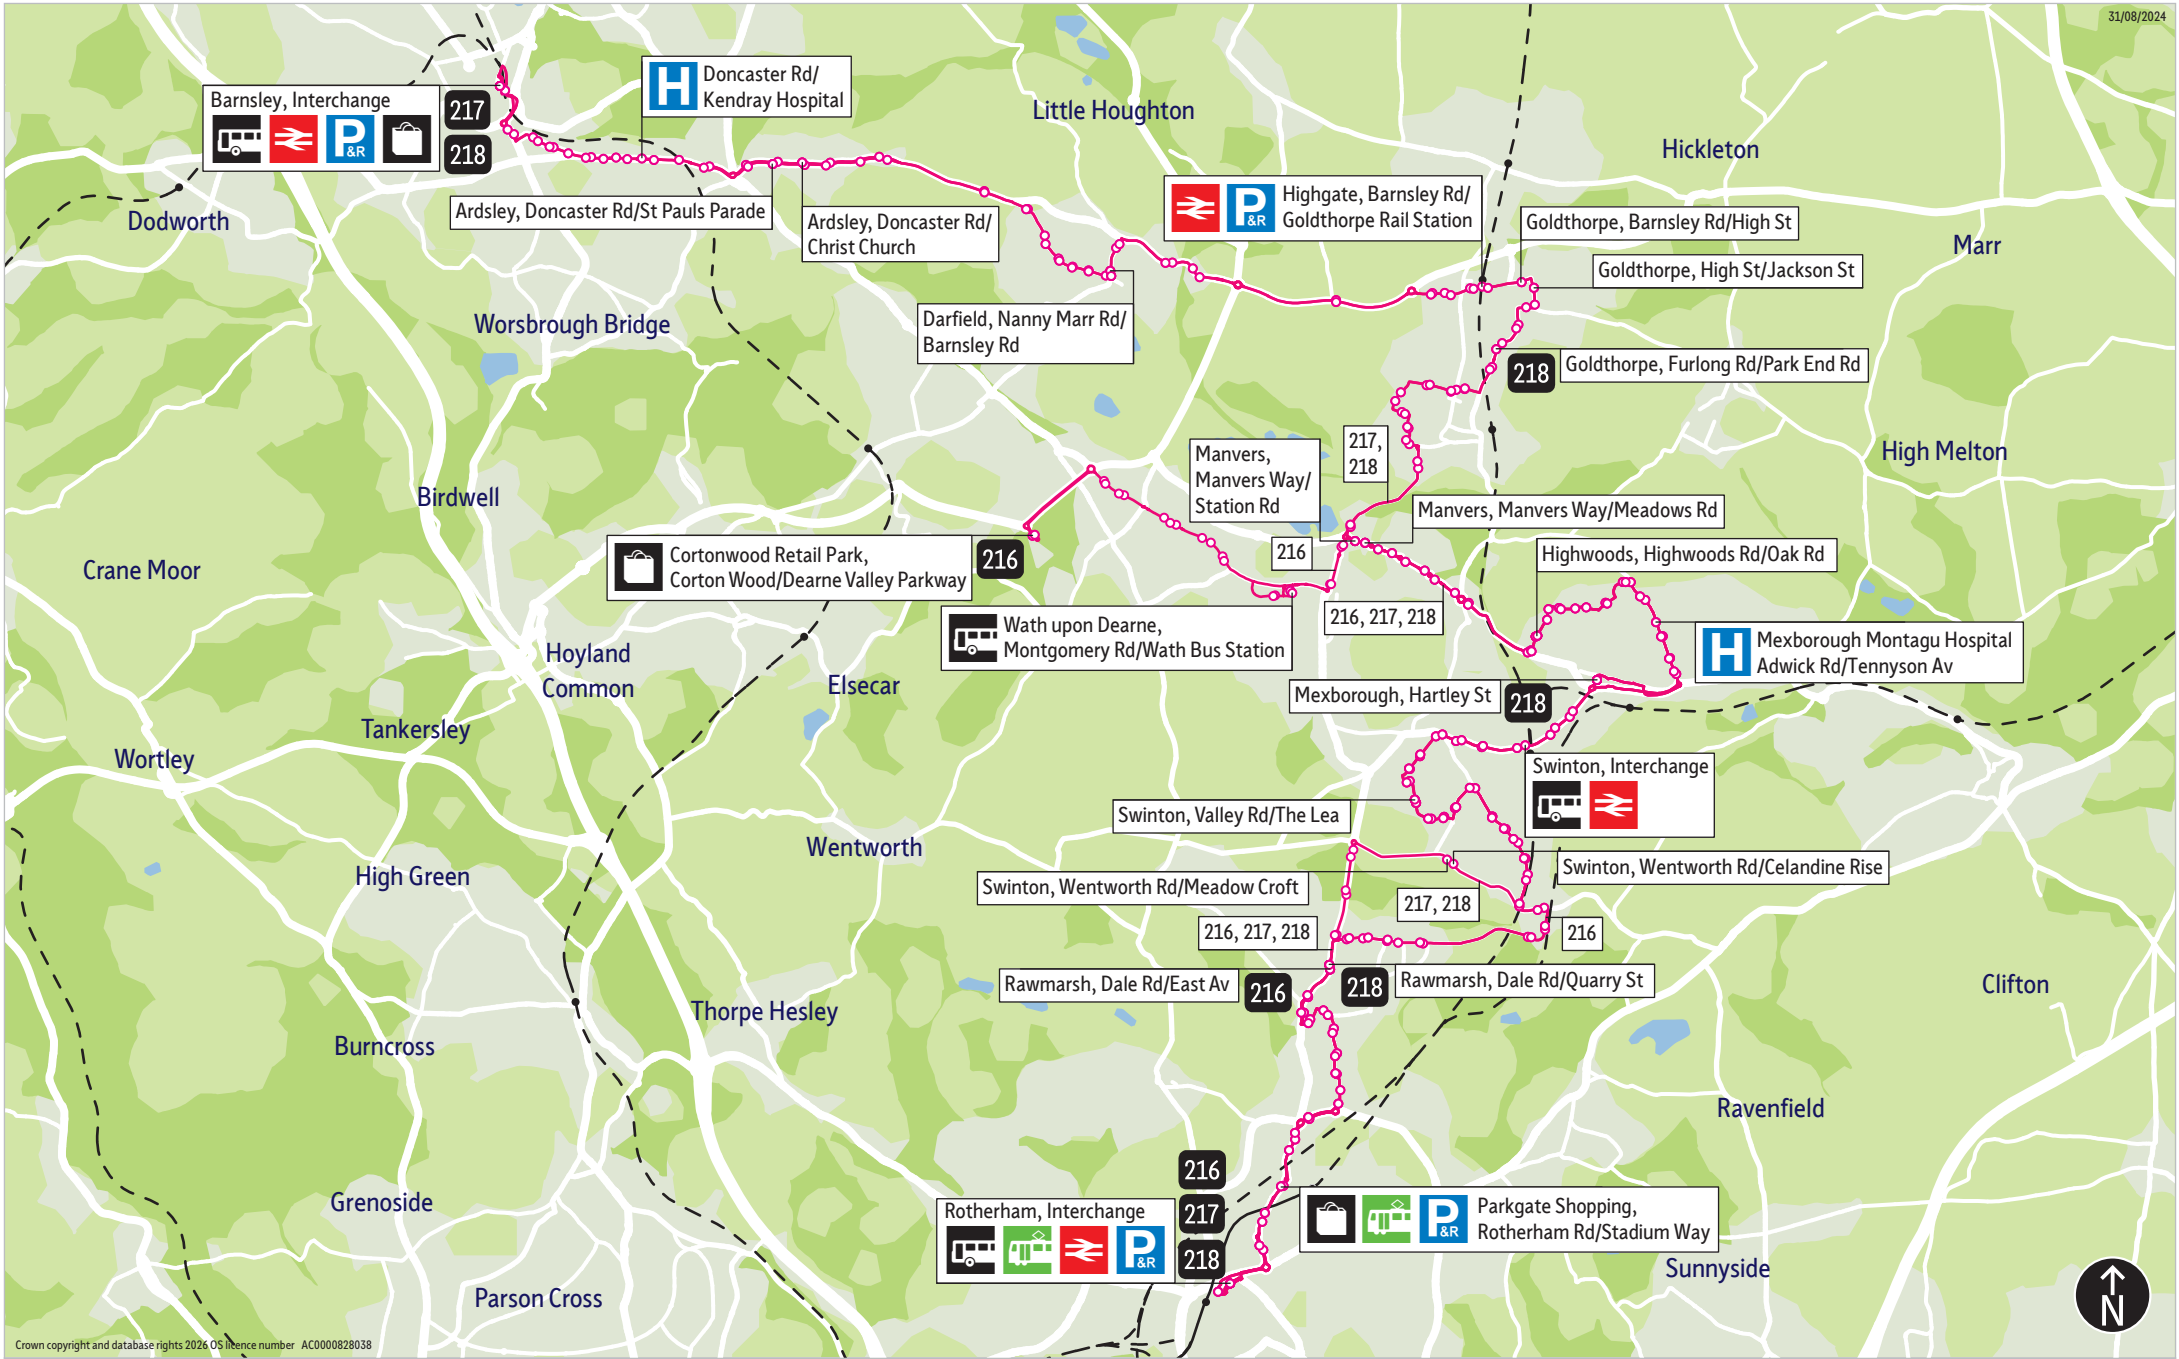 31/08/2024
Barnsley, Interchange
P
&R
217
218
H
Doncaster Rd/
Kendray Hospital
Little Houghton
Hickleton
Dodworth
Ardsley, Doncaster Rd/St Pauls Parade
Ardsley, Doncaster Rd/
Christ Church
P
&R
Highgate, Barnsley Rd/
Goldthorpe Rail Station
Goldthorpe, Barnsley Rd/High St
Marr
Goldthorpe, High St/Jackson St
Worsbrough Bridge
Darfield, Nanny Marr Rd/
Barnsley Rd
218
Goldthorpe, Furlong Rd/Park End Rd
217,
218
Manvers,
Manvers Way/
Station Rd
High Melton
Birdwell
Manvers, Manvers Way/Meadows Rd
Crane Moor
Cortonwood Retail Park,
Corton Wood/Dearne Valley Parkway
216
216
Highwoods, Highwoods Rd/Oak Rd
216, 217, 218
Wath upon Dearne,
Montgomery Rd/Wath Bus Station
H
Mexborough Montagu Hospital
Adwick Rd/Tennyson Av
Hoyland
Common
Elsecar
Mexborough, Hartley St
218
Tankersley
Wortley
Swinton, Interchange
Swinton, Valley Rd/The Lea
Wentworth
High Green
Swinton, Wentworth Rd/Meadow Croft
Swinton, Wentworth Rd/Celandine Rise
217, 218
216, 217, 218
216
Rawmarsh, Dale Rd/East Av
216
218
Rawmarsh, Dale Rd/Quarry St
Clifton
Thorpe Hesley
Burncross
Ravenfield
Grenoside
216
217
218
Rotherham, Interchange
P
&R
P
&R
Parkgate Shopping,
Rotherham Rd/Stadium Way
Sunnyside
Parson Cross
N
Crown copyright and database rights 2026 OS licence number AC0000828038